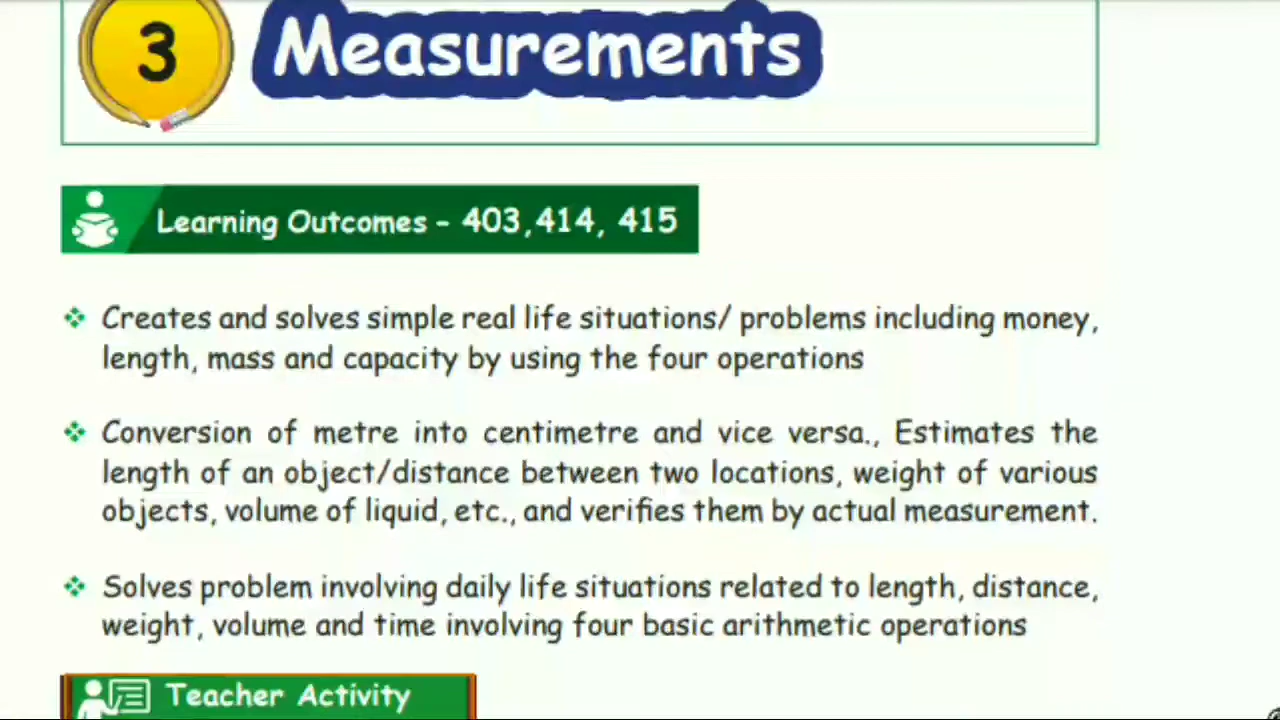 3
Measurements
Learning Outcomes - 403,414, 415
Creates and solves simple real life situations/ problems including money,
length, mass and capacity by using the four operations
Conversion of metre into centimetre and vice versa., Estimates the
length of an object/distance between two locations, weight of various
objects, volume of liquid, etc., and verifies them by actual measurement.
Solves problem involving daily life situations related to length, distance,
weight, volume and time involving four basic arithmetic operations
Teacher Activity